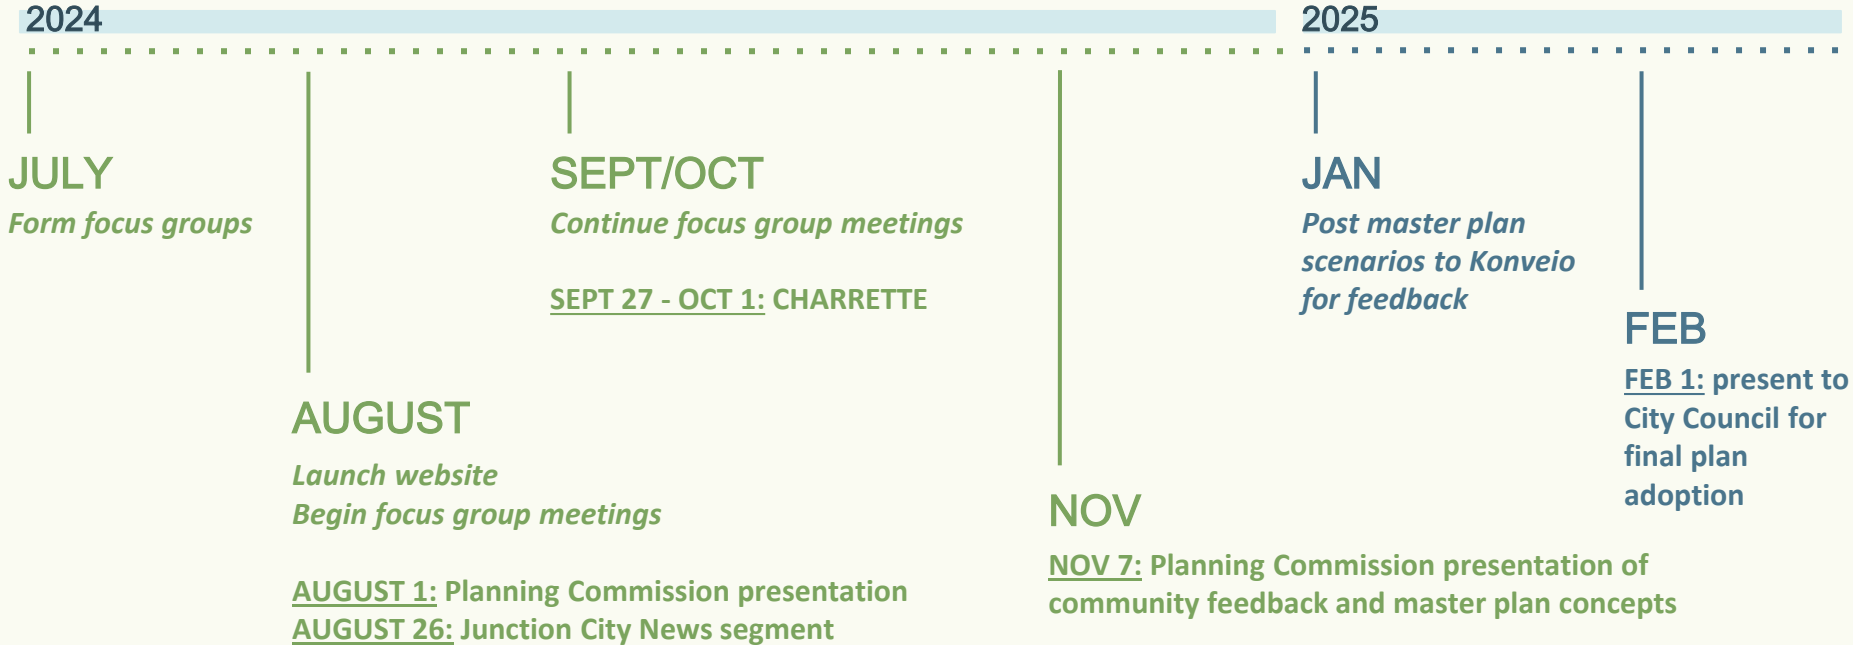 2024
2025
JULY
Form focus groups
AUGUST
Launch website
Begin focus group meetings
AUGUST 1: Planning Commission presentation
AUGUST 26: Junction City News segment
SEPT/OCT
Continue focus group meetings
SEPT 27 - OCT 1: CHARRETTE
NOV
NOV 7: Planning Commission presentation of
community feedback and master plan concepts
JAN
Post master plan
scenarios to Konveio
for feedback
FEB
FEB 1: present to
City Council for
final plan
adoption